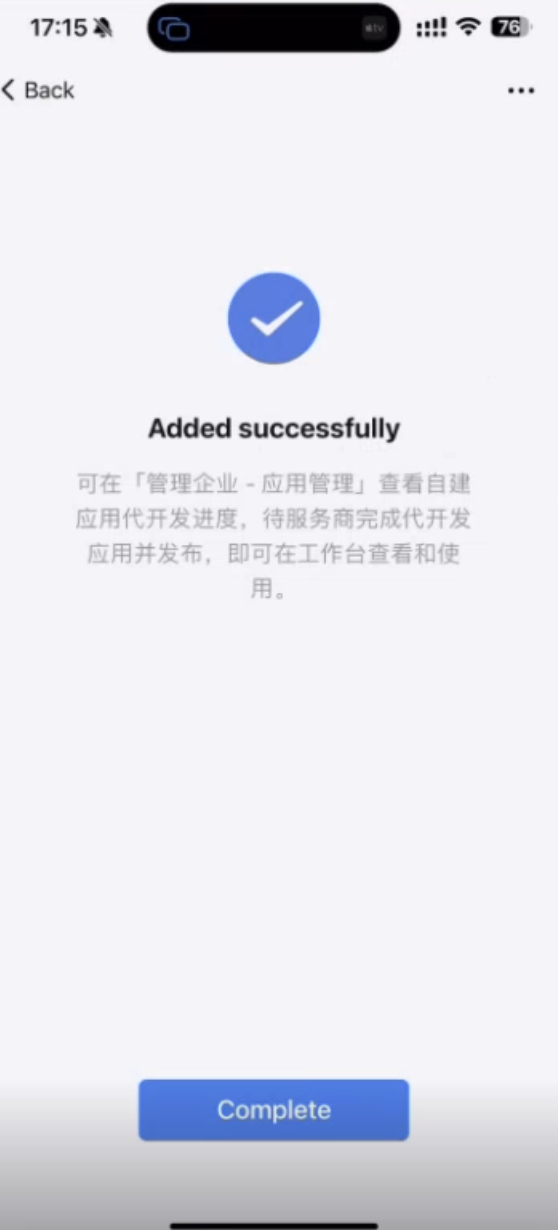 17:15
76
Back
Added successfully
可在「管理企业 - 应用管理」查看自建
应用代开发进度，待服务商完成代开发
应用并发布，即可在工作台查看和使
用。
Complete